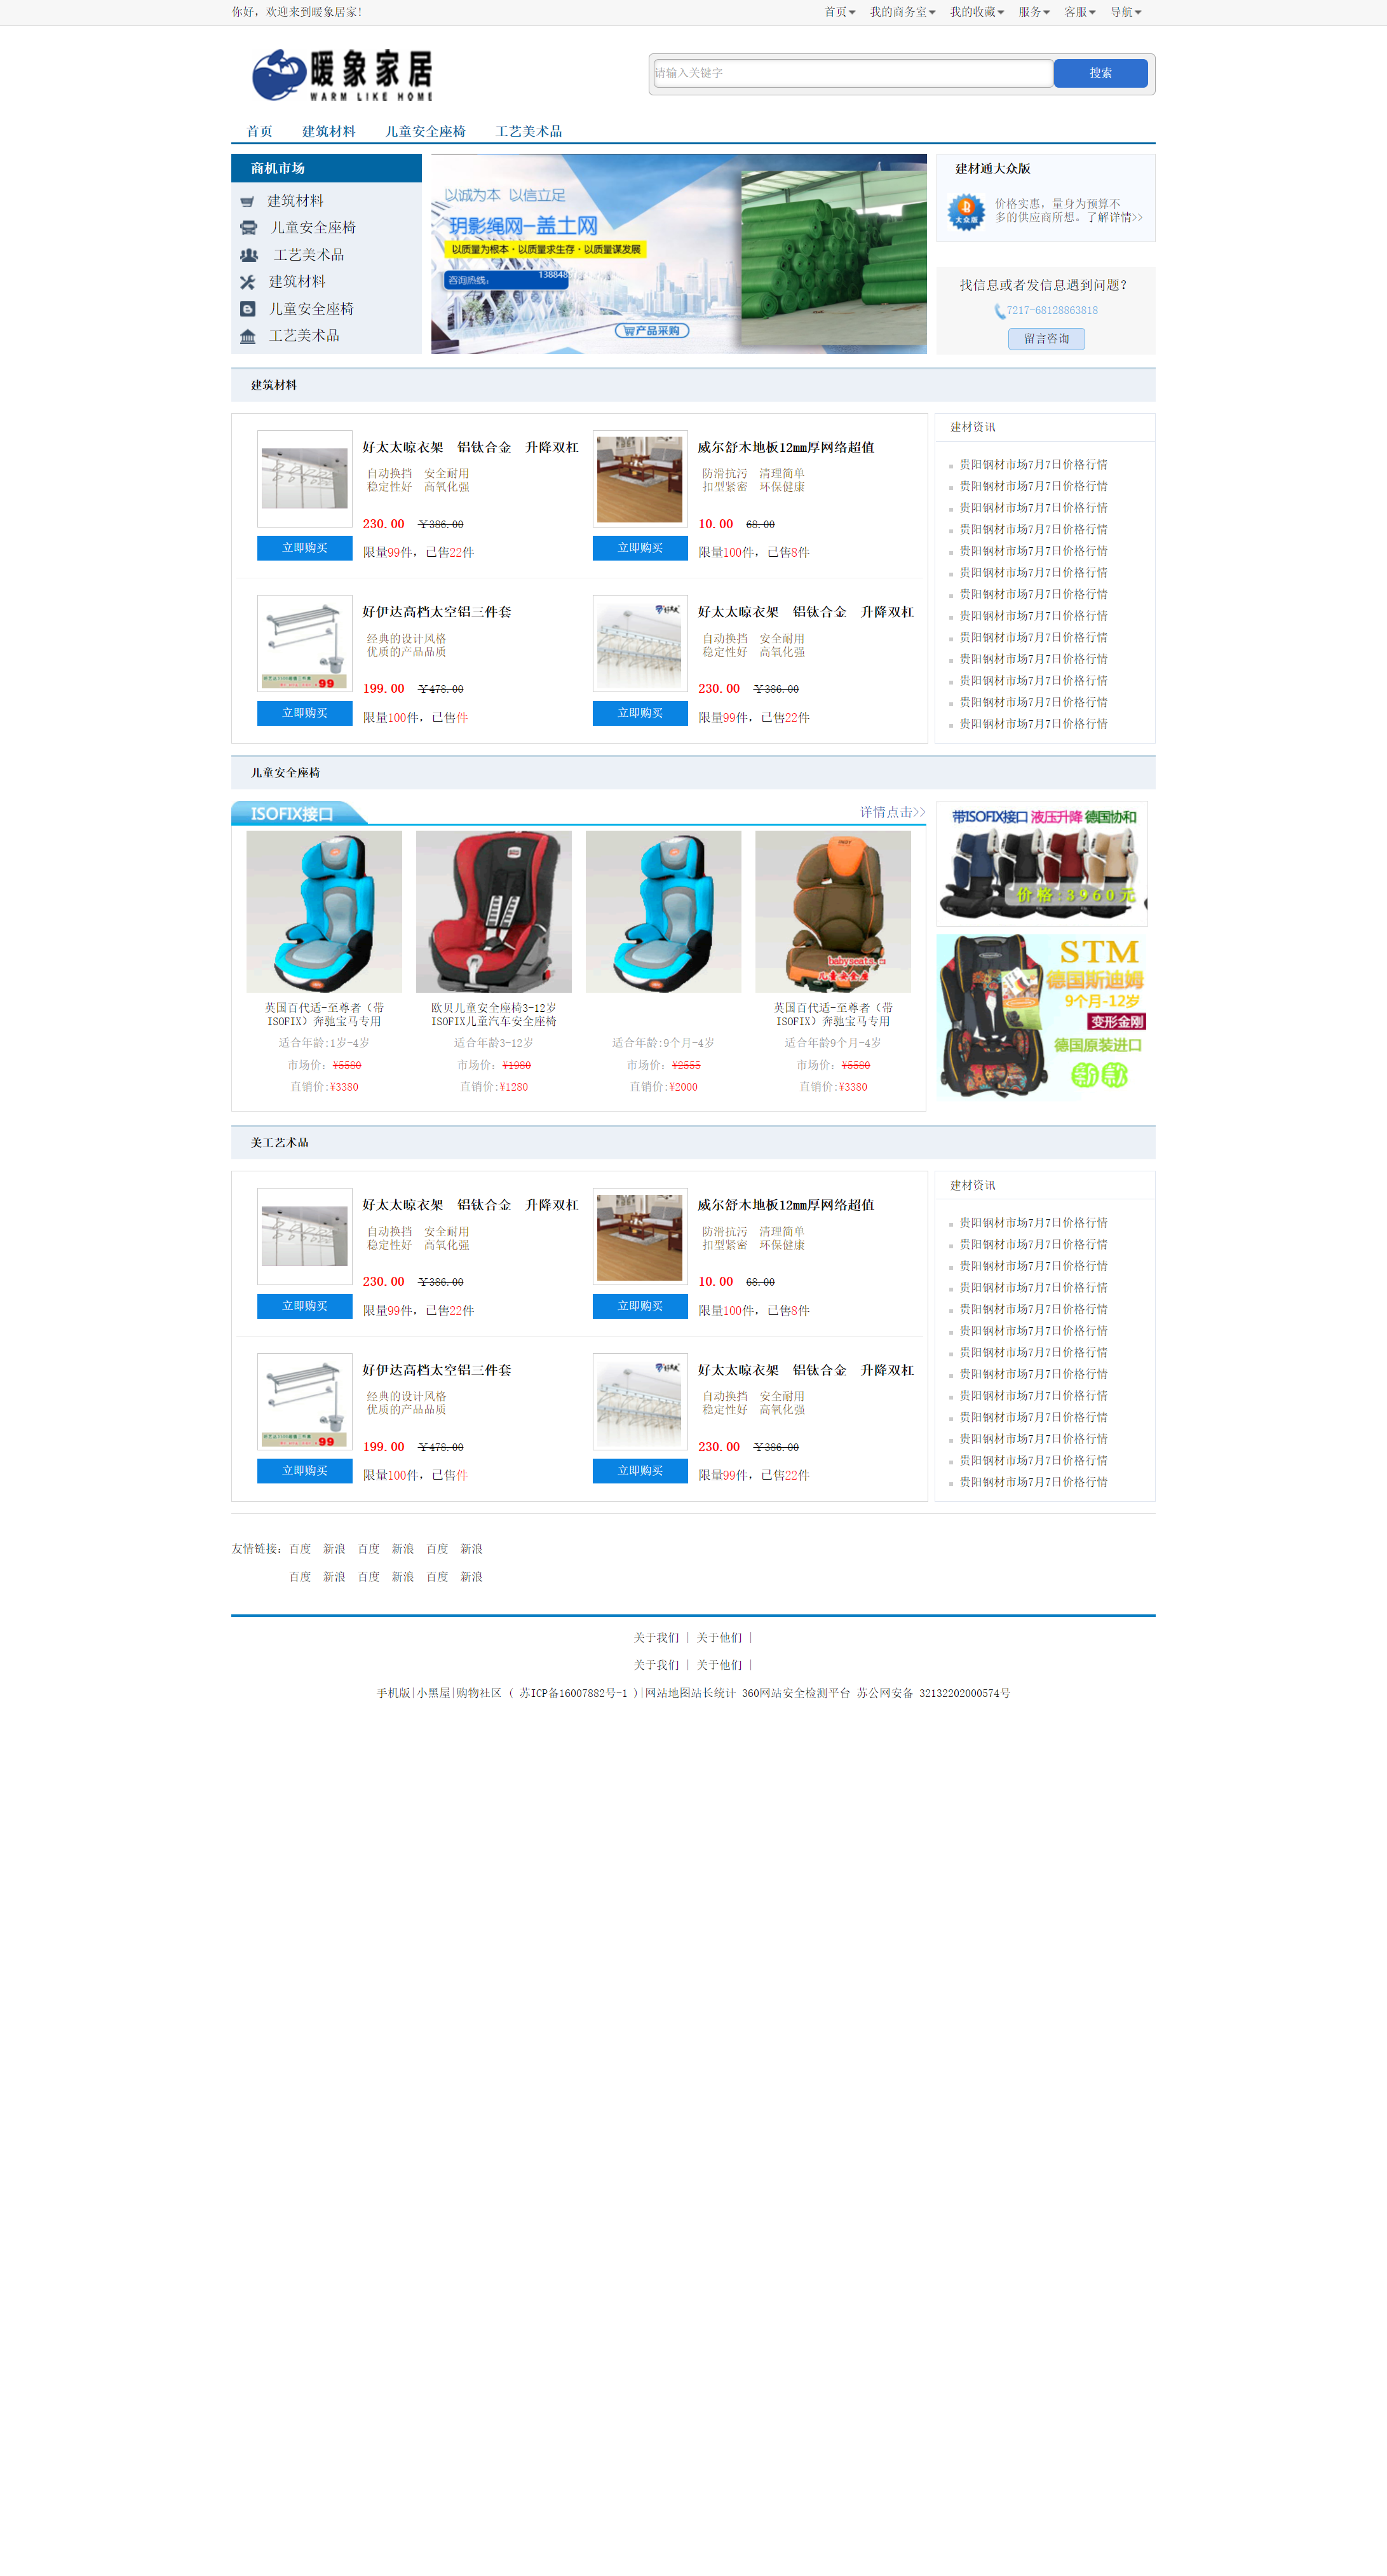 你好，欢迎来到暖象居家！
首页 我的商务室 我的收藏 服务 客服 导航
暖象家居
WARM LIKE HOME
请输入关键字 搜索
首页 建筑材料 儿童安全座椅 工艺美术品
商机市场
建筑材料
儿童安全座椅
工艺美术品
建筑材料
儿童安全座椅
工艺美术品
以诚为本 以信立足
玥影绳网-盖土网
以质量为根本·以质量求生存·以质量谋发展
咨询热线： 138848
产品采购
建材通大众版
大众版
价格实惠，量身为预算不
多的供应商所想。了解详情>>
找信息或者发信息遇到问题？
7217-68128863818
留言咨询
建筑材料
好太太晾衣架 铝钛合金 升降双杠
自动换挡 安全耐用
稳定性好 高氧化强
230.00 ￥386.00
立即购买
限量99件，已售22件
威尔舒木地板12mm厚网络超值
防滑抗污 清理简单
扣型紧密 环保健康
10.00 68.00
立即购买
限量100件，已售8件
好伊达高档太空铝三件套
经典的设计风格
优质的产品品质
99
199.00 ￥478.00
立即购买
限量100件，已售件
好太太晾衣架 铝钛合金 升降双杠
自动换挡 安全耐用
稳定性好 高氧化强
230.00 ￥386.00
立即购买
限量99件，已售22件
建材资讯
贵阳钢材市场7月7日价格行情
贵阳钢材市场7月7日价格行情
贵阳钢材市场7月7日价格行情
贵阳钢材市场7月7日价格行情
贵阳钢材市场7月7日价格行情
贵阳钢材市场7月7日价格行情
贵阳钢材市场7月7日价格行情
贵阳钢材市场7月7日价格行情
贵阳钢材市场7月7日价格行情
贵阳钢材市场7月7日价格行情
贵阳钢材市场7月7日价格行情
贵阳钢材市场7月7日价格行情
贵阳钢材市场7月7日价格行情
儿童安全座椅
ISOFIX接口 详情点击>>
英国百代适-至尊者（带
ISOFIX）奔驰宝马专用
适合年龄:1岁-4岁
市场价：¥5580
直销价:¥3380
欧贝儿童安全座椅3-12岁
ISOFIX儿童汽车安全座椅
适合年龄3-12岁
市场价：¥1980
直销价:¥1280
适合年龄:9个月-4岁
市场价：¥2555
直销价:¥2000
babyseats.c
儿童安全座
英国百代适-至尊者（带
ISOFIX）奔驰宝马专用
适合年龄9个月-4岁
市场价：¥5580
直销价:¥3380
带ISOFIX接口 液压升降 德国协和
价格:3960元
STM
德国斯迪姆
9个月-12岁
变形金刚
德国原装进口
新款
美工艺术品
好太太晾衣架 铝钛合金 升降双杠
自动换挡 安全耐用
稳定性好 高氧化强
230.00 ￥386.00
立即购买
限量99件，已售22件
威尔舒木地板12mm厚网络超值
防滑抗污 清理简单
扣型紧密 环保健康
10.00 68.00
立即购买
限量100件，已售8件
好伊达高档太空铝三件套
经典的设计风格
优质的产品品质
99
199.00 ￥478.00
立即购买
限量100件，已售件
好太太晾衣架 铝钛合金 升降双杠
自动换挡 安全耐用
稳定性好 高氧化强
230.00 ￥386.00
立即购买
限量99件，已售22件
建材资讯
贵阳钢材市场7月7日价格行情
贵阳钢材市场7月7日价格行情
贵阳钢材市场7月7日价格行情
贵阳钢材市场7月7日价格行情
贵阳钢材市场7月7日价格行情
贵阳钢材市场7月7日价格行情
贵阳钢材市场7月7日价格行情
贵阳钢材市场7月7日价格行情
贵阳钢材市场7月7日价格行情
贵阳钢材市场7月7日价格行情
贵阳钢材市场7月7日价格行情
贵阳钢材市场7月7日价格行情
贵阳钢材市场7月7日价格行情
友情链接：百度 新浪 百度 新浪 百度 新浪
百度 新浪 百度 新浪 百度 新浪
关于我们 | 关于他们 |
关于我们 | 关于他们 |
手机版|小黑屋|购物社区 ( 苏ICP备16007882号-1 )|网站地图站长统计 360网站安全检测平台 苏公网安备 32132202000574号